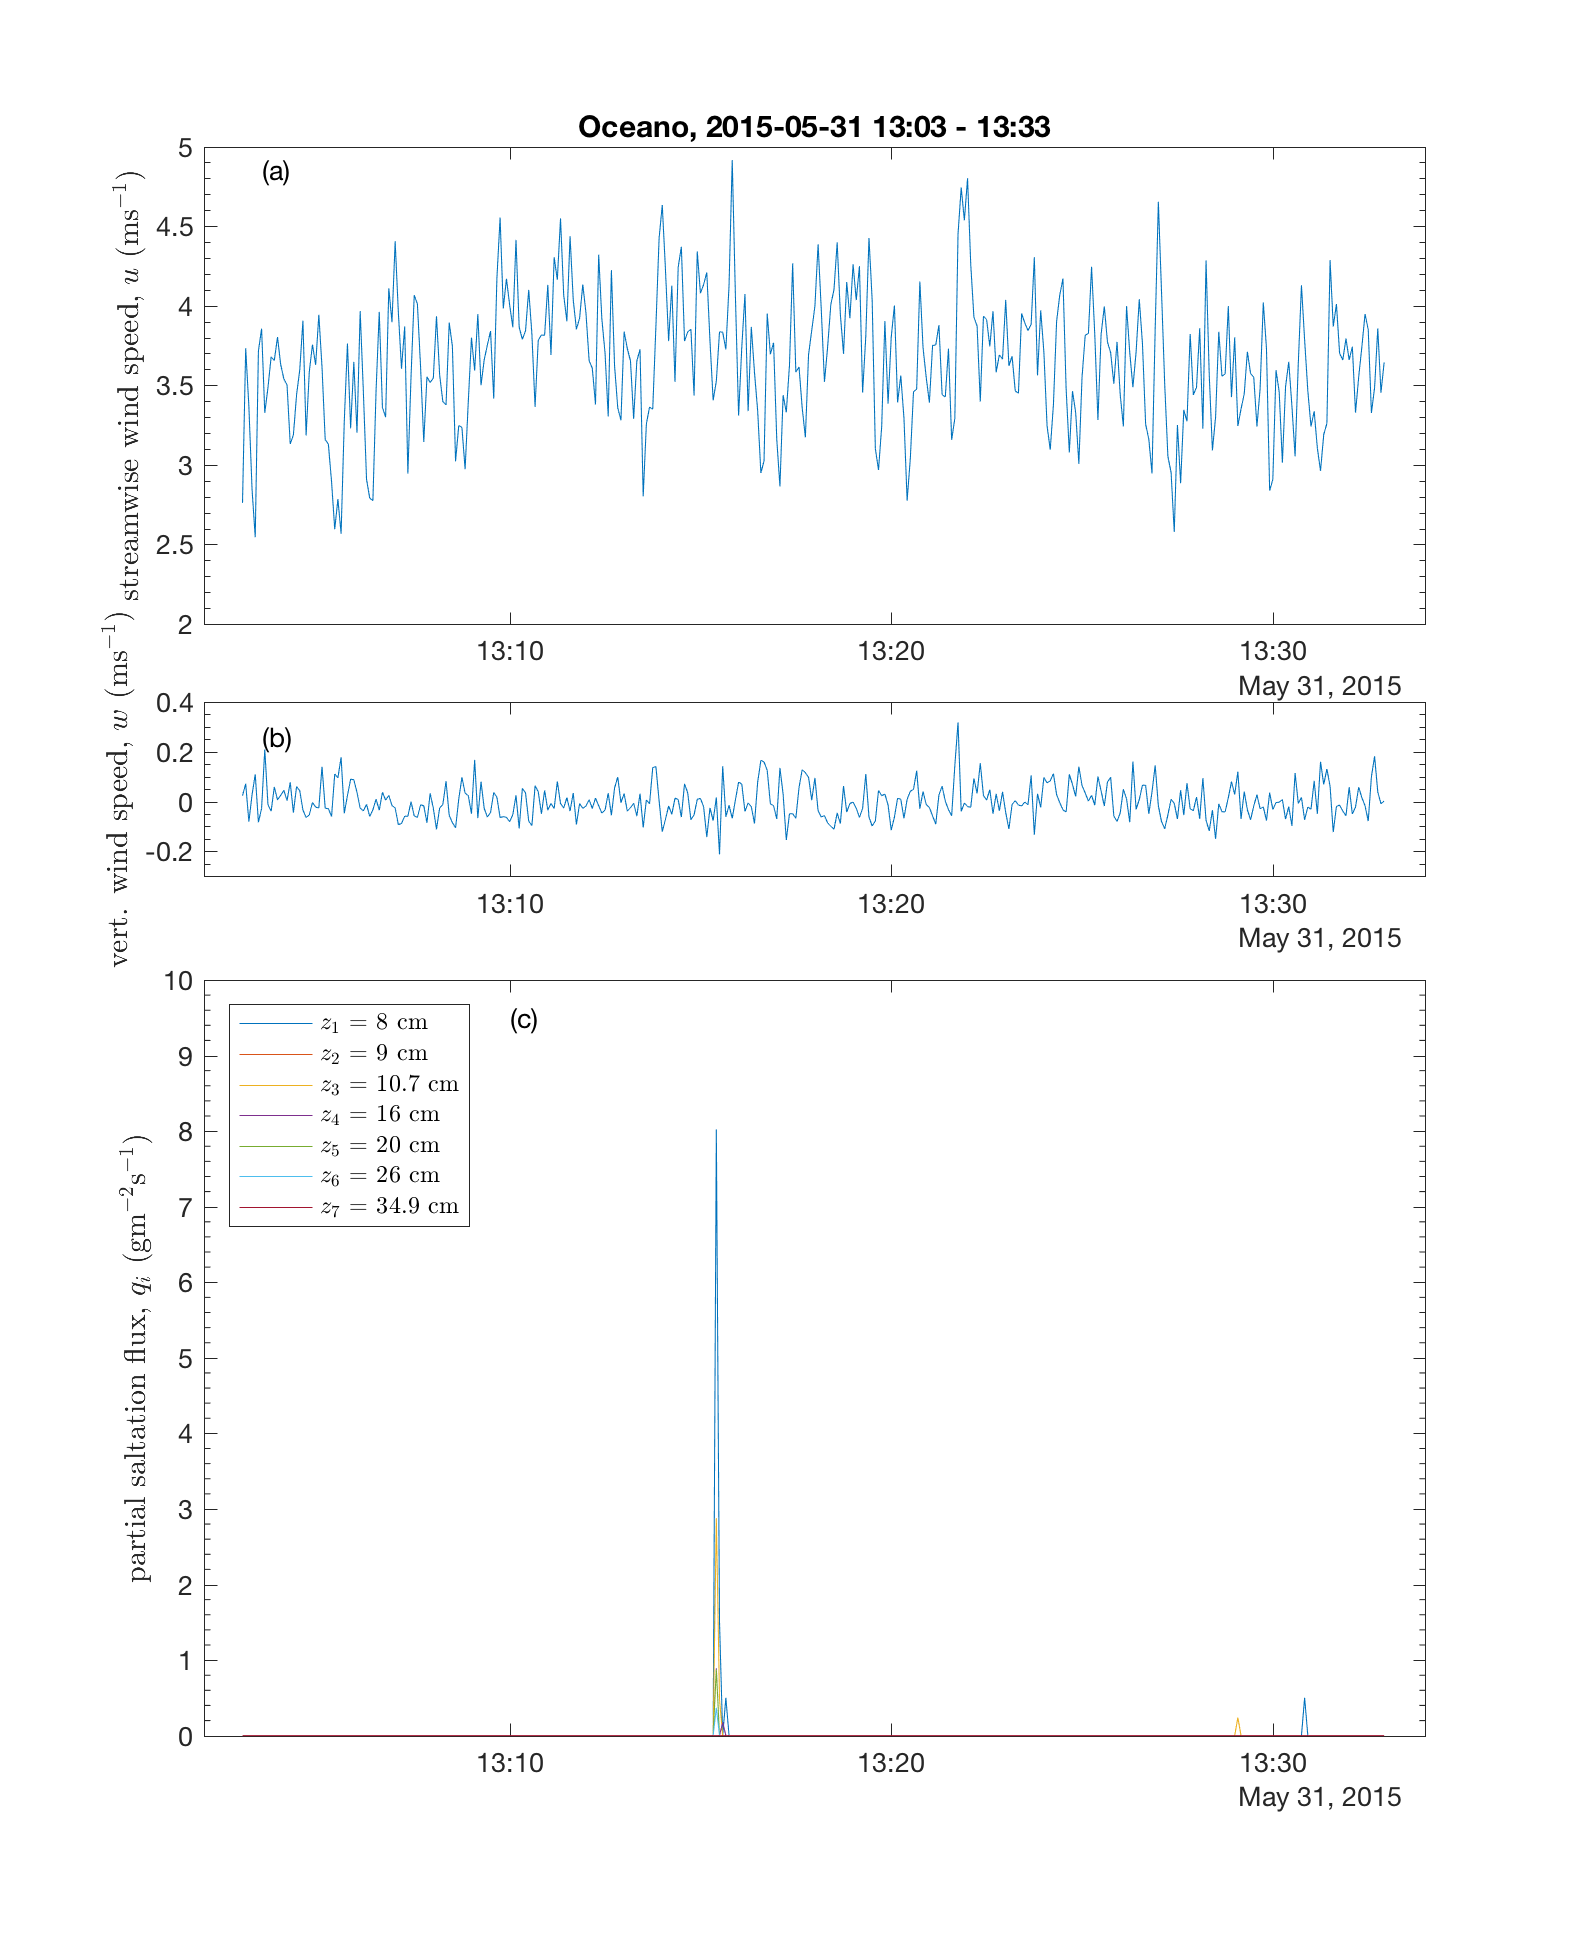 Oceano, 2015-05-31 13:03 - 13:33
(a)
streamwise wind speed, u (ms⁻¹)
5
4.5
4
3.5
3
2.5
2
13:10 13:20 13:30
May 31, 2015
(b)
vert. wind speed, w (ms⁻¹)
0.4
0.2
0
-0.2
13:10 13:20 13:30
May 31, 2015
(c)
partial saltation flux, qᵢ (gm⁻²s⁻¹)
10
9
8
7
6
5
4
3
2
1
0
z₁ = 8 cm
z₂ = 9 cm
z₃ = 10.7 cm
z₄ = 16 cm
z₅ = 20 cm
z₆ = 26 cm
z₇ = 34.9 cm
13:10 13:20 13:30
May 31, 2015